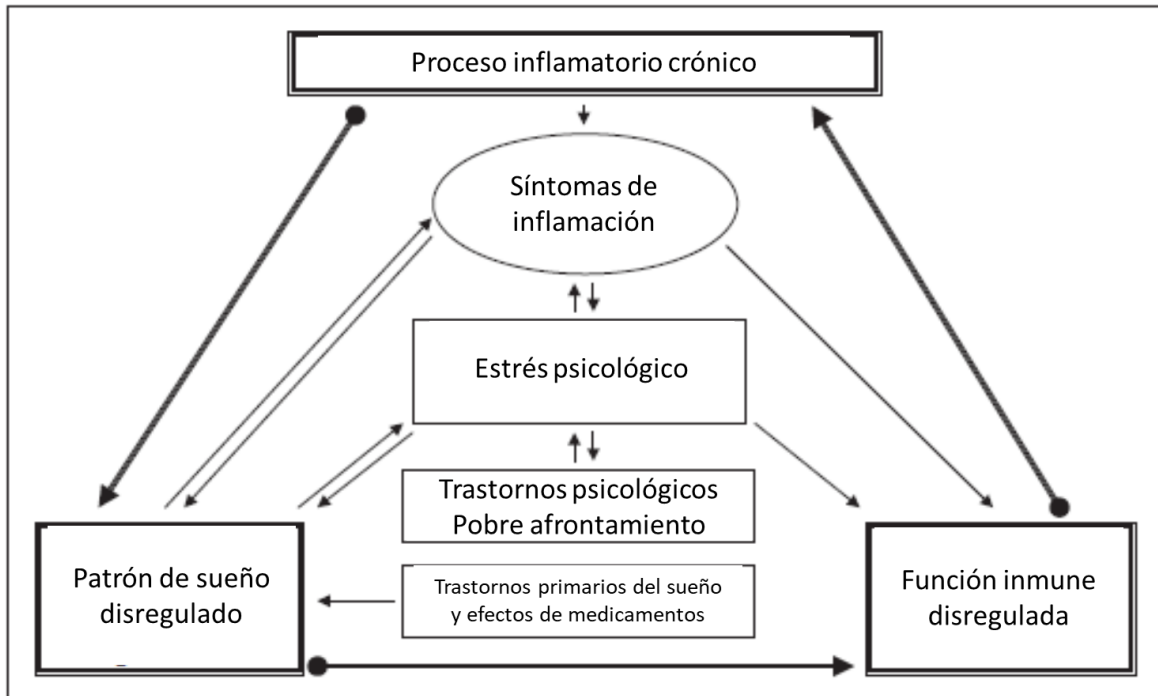 Proceso inflamatorio crónico
Síntomas de
inflamación
Estrés psicológico
Trastornos psicológicos
Pobre afrontamiento
Patrón de sueño
disregulado
Trastornos primarios del sueño
y efectos de medicamentos
Función inmune
disregulada